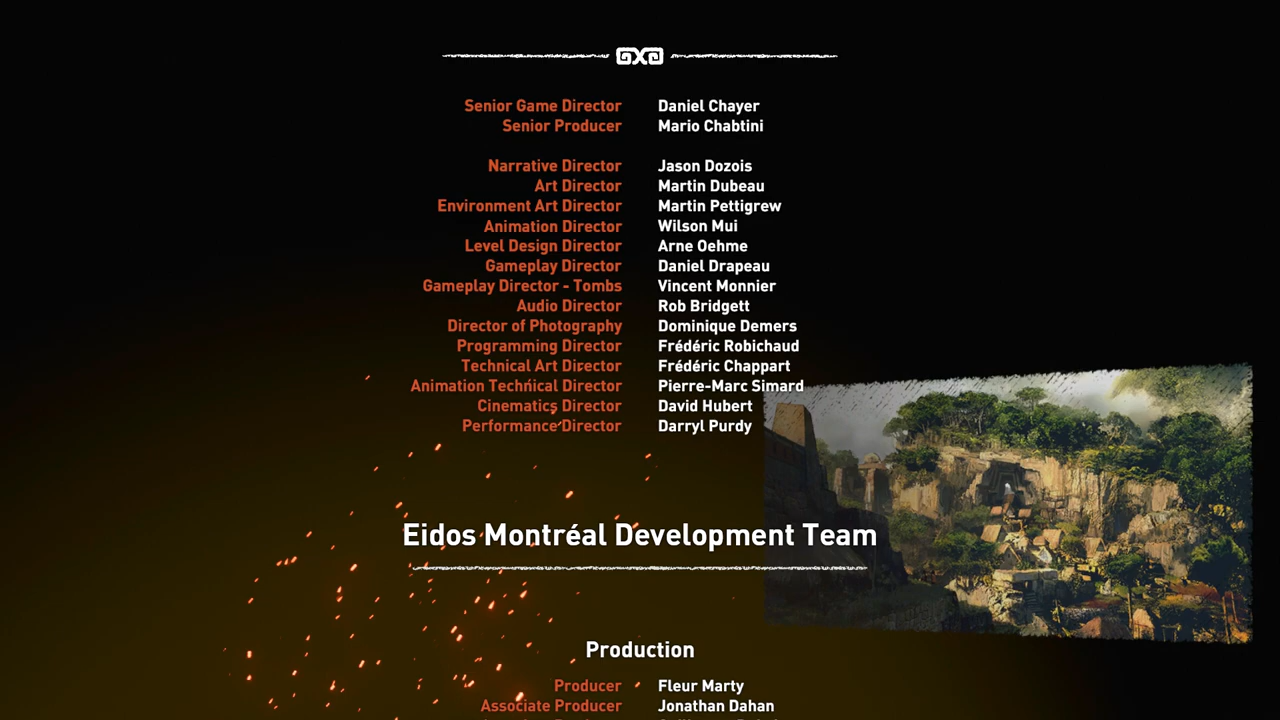 Senior Game Director Daniel Chayer
Senior Producer Mario Chabtini
Narrative Director Jason Dozois
Art Director Martin Dubeau
Environment Art Director Martin Pettigrew
Animation Director Wilson Mui
Level Design Director Arne Oehme
Gameplay Director Daniel Drapeau
Gameplay Director - Tombs Vincent Monnier
Audio Director Rob Bridgett
Director of Photography Dominique Demers
Programming Director Frédéric Robichaud
Technical Art Director Frédéric Chappart
Animation Technical Director Pierre-Marc Simard
Cinematics Director David Hubert
Performance Director Darryl Purdy
Eidos Montréal Development Team
Production
Producer Fleur Marty
Associate Producer Jonathan Dahan